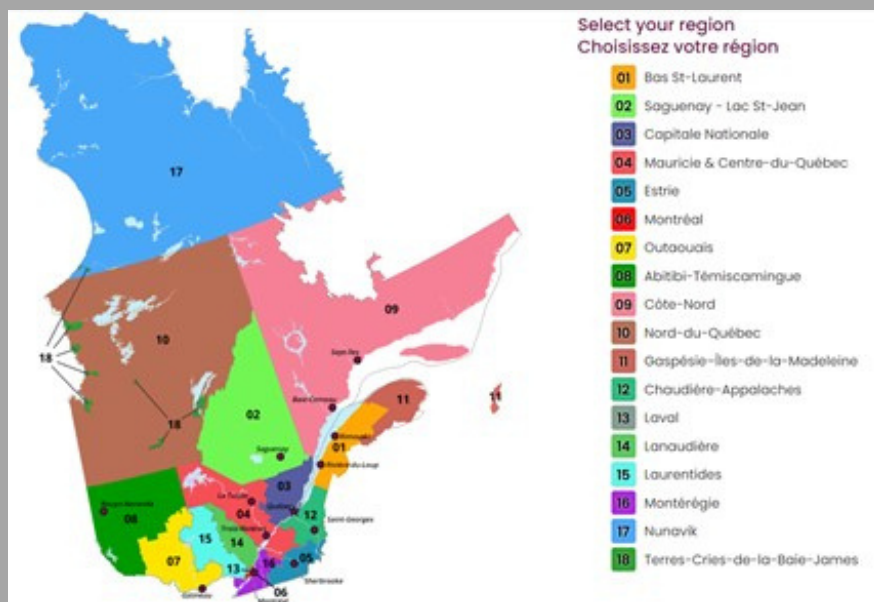 Select your region
Choisissez votre région
01 Bas St-Laurent
02 Saguenay - Lac St-Jean
03 Capitale Nationale
04 Mauricie & Centre-du-Québec
05 Estrie
06 Montréal
07 Outaouais
08 Abitibi-Témiscamingue
09 Côte-Nord
10 Nord-du-Québec
11 Gaspésie-Îles-de-la-Madeleine
12 Chaudière-Appalaches
13 Laval
14 Lanaudière
15 Laurentides
16 Montérégie
17 Nunavik
18 Terres-Cries-de-la-Baie-James
17
09
10
18
Sept-Îles
11
11
02
18
Baie-Comeau
Rimouski
01
Saguenay
Rivière-du-Loup
03
La Tuque
04
Québec
12
Saint-Georges
08
Trois-Rivières
15
14
07
13
16
05
Sherbrooke
Gatineau
06
Montréal